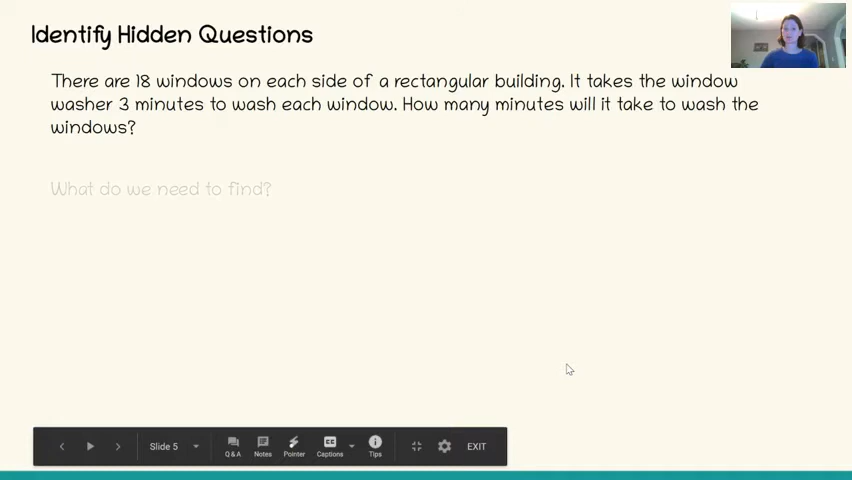 Identify Hidden Questions
There are 18 windows on each side of a rectangular building. It takes the window
washer 3 minutes to wash each window. How many minutes will it take to wash the
windows?
What do we need to find?
Slide 5
Q & A
Notes
Pointer
CC
Captions
Tips
EXIT